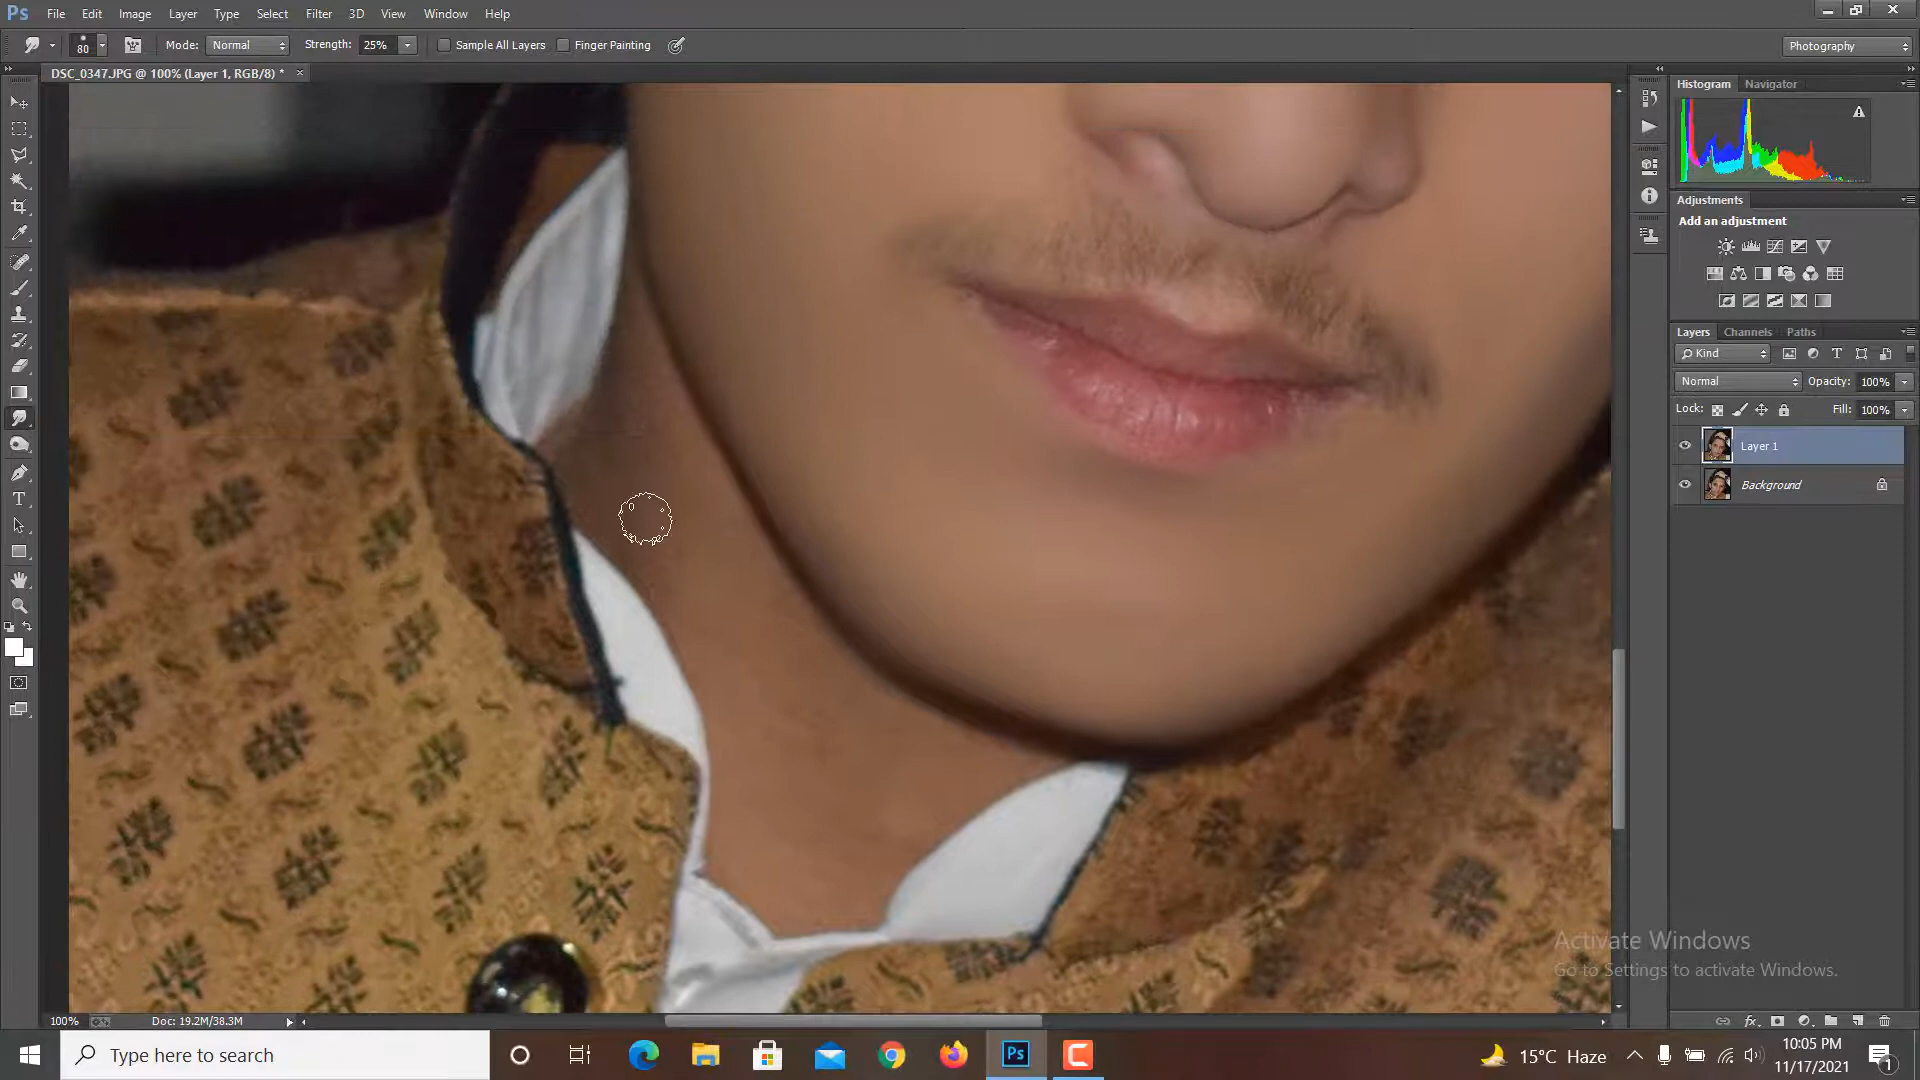 Ps File Edit Image Layer Type Select Filter 3D View Window Help
80 Mode: Normal Strength: 25% Sample All Layers Finger Painting Photography
DSC_0347.JPG @ 100% (Layer 1, RGB/8) * ×
Histogram Navigator
Adjustments
Add an adjustment
Layers Channels Paths
Kind
Normal Opacity: 100%
Lock: Fill: 100%
Layer 1
Background
T
Activate Windows
Go to Settings to activate Windows.
100% Doc: 19.2M/38.3M
Type here to search
Ps
15°C Haze
10:05 PM
11/17/2021
1